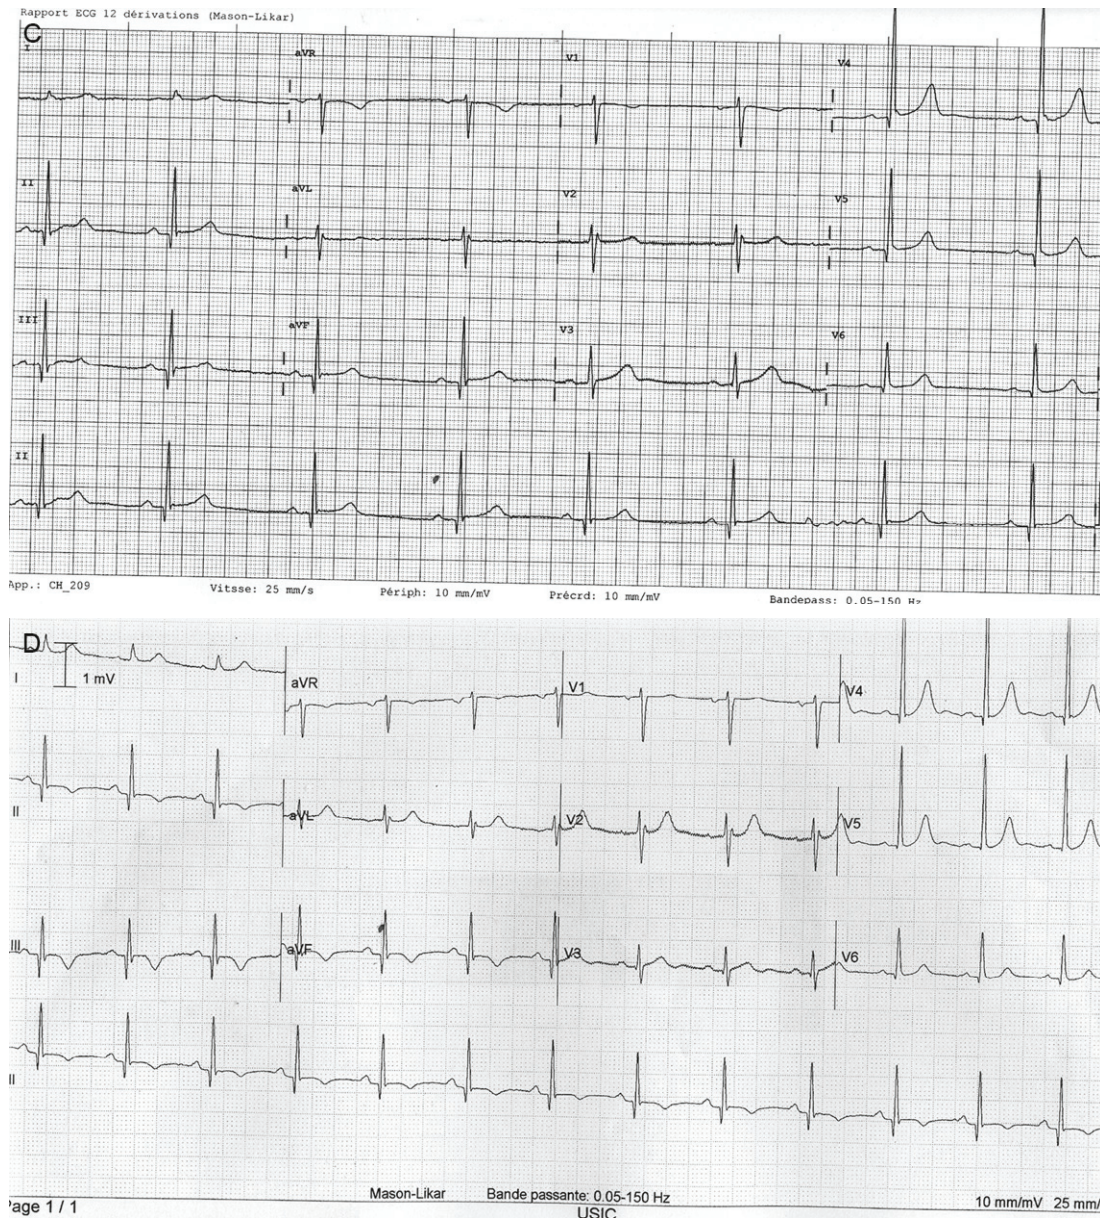 Rapport ECG 12 dérivations (Mason-Likar)
C
I aVR V1 V4
II aVL V2 V5
III aVF V3 V6
II
App.: CH_209 Vitsse: 25 mm/s Périph: 10 mm/mV Précrd: 10 mm/mV Bandepass: 0.05-150 Hz
D
1 mV
I aVR V1 V4
II aVL V2 V5
III aVF V3 V6
II
Mason-Likar Bande passante: 0.05-150 Hz 10 mm/mV 25 mm/
Page 1 / 1
USIC